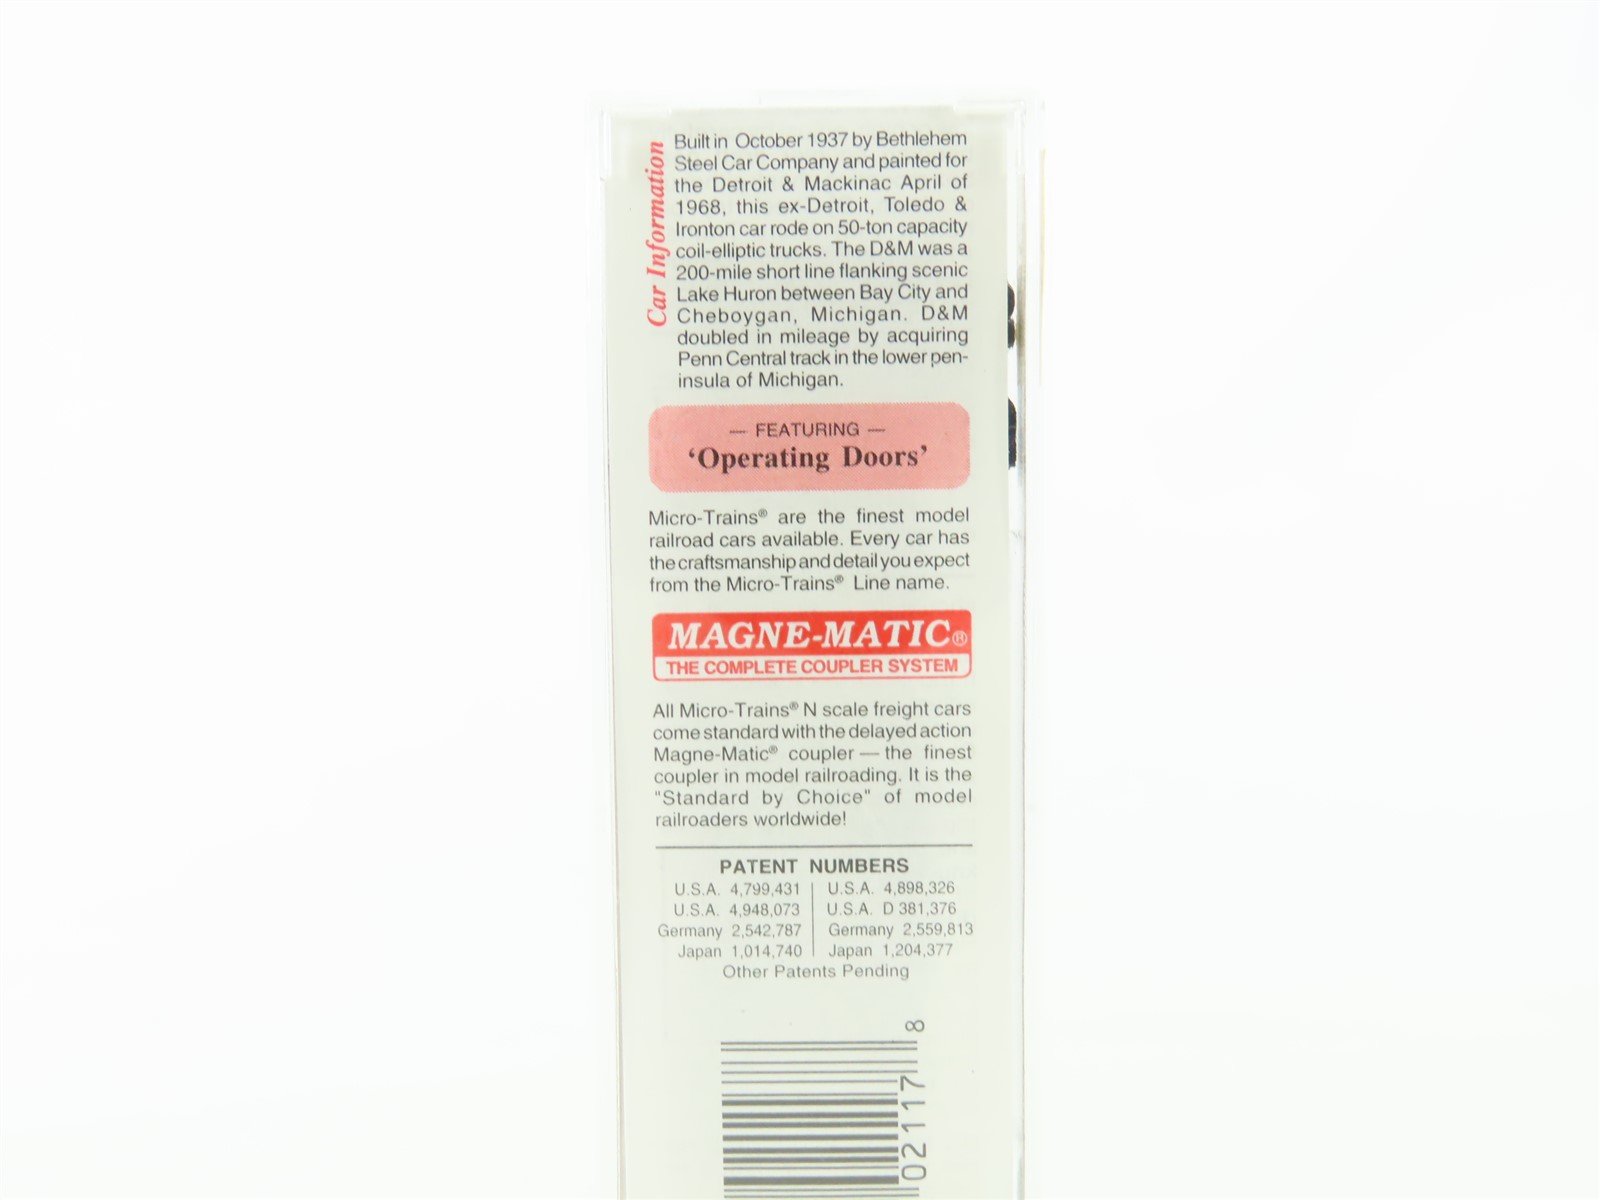 Car Information
Built in October 1937 by Bethlehem
Steel Car Company and painted for
the Detroit & Mackinac April of
1968, this ex-Detroit, Toledo &
Ironton car rode on 50-ton capacity
coil-elliptic trucks. The D&M was a
200-mile short line flanking scenic
Lake Huron between Bay City and
Cheboygan, Michigan. D&M
doubled in mileage by acquiring
Penn Central track in the lower pen-
insula of Michigan.
— FEATURING —
‘Operating Doors’
Micro-Trains® are the finest model
railroad cars available. Every car has
the craftsmanship and detail you expect
from the Micro-Trains® Line name.
MAGNE-MATIC®
THE COMPLETE COUPLER SYSTEM
All Micro-Trains® N scale freight cars
come standard with the delayed action
Magne-Matic® coupler — the finest
coupler in model railroading. It is the
"Standard by Choice" of model
railroaders worldwide!
PATENT NUMBERS
U.S.A. 4,799,431 | U.S.A. 4,898,326
U.S.A. 4,948,073 | U.S.A. D 381,376
Germany 2,542,787 | Germany 2,559,813
Japan 1,014,740 | Japan 1,204,377
Other Patents Pending
02117 8